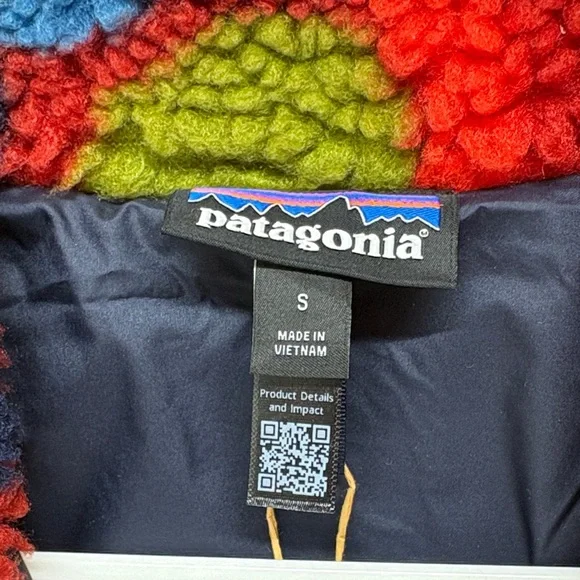 patagonia
S
MADE IN
VIETNAM
Product Details
and Impact